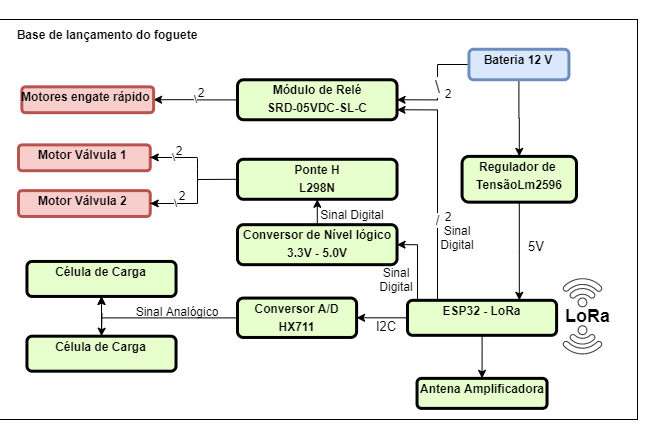 Base de lançamento do foguete
Bateria 12 V
Módulo de Relé
SRD-05VDC-SL-C
2
2
Motores engate rápido
Motor Válvula 1
2
Ponte H
L298N
Regulador de
TensãoLm2596
Motor Válvula 2
2
Sinal Digital
2
Sinal
Digital
Conversor de Nível lógico
3.3V - 5.0V
5V
Célula de Carga
Sinal
Digital
Sinal Analógico
Conversor A/D
HX711
I2C
ESP32 - LoRa
LoRa
Célula de Carga
Antena Amplificadora